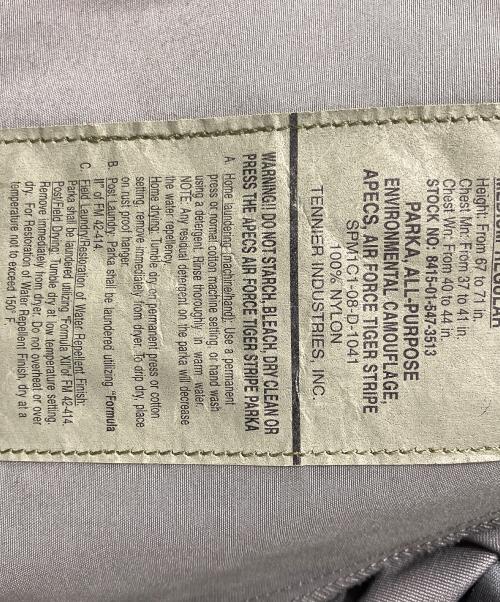 Height: From 67 to 71 in.
Chest Mn: From 37 to 41 in.
Chest Wn: From 40 to 44 in.
STOCK NO: 8415-01-547-3513
PARKA, ALL-PURPOSE
ENVIRONMENTAL CAMOUFLAGE,
APECS, AIR FORCE TIGER STRIPE
SPM1C1-08-D-1041
100% NYLON
TENNIER INDUSTRIES, INC.
WARNING!! DO NOT STARCH, BLEACH, DRY CLEAN OR
PRESS THE APECS AIR FORCE TIGER STRIPE PARKA
A. Home laundering (machine/hand): Use a permanent
press or normal cotton machine setting, or hand wash
using a detergent. Rinse thoroughly in warm water.
NOTE: Any residual detergent on the parka will decrease
the water repellency.
Home drying: Tumble dry on permanent press or cotton
setting, remove immediately from dryer. To drip dry, place
on rust proof hanger.
B. Post Laundry: Parka shall be laundered utilizing "Formula
II" of FM 42-414.
C. Field Laundry/Restoration of Water Repellent Finish:
Parka shall be laundered utilizing "Formula XII" of FM 42-414.
Post/Field Drying: Tumble dry at low temperature setting.
Remove immediately from dryer. Do not overheat or over
dry. For Restoration of Water Repellent Finish, dry at a
temperature not to exceed 150° F.